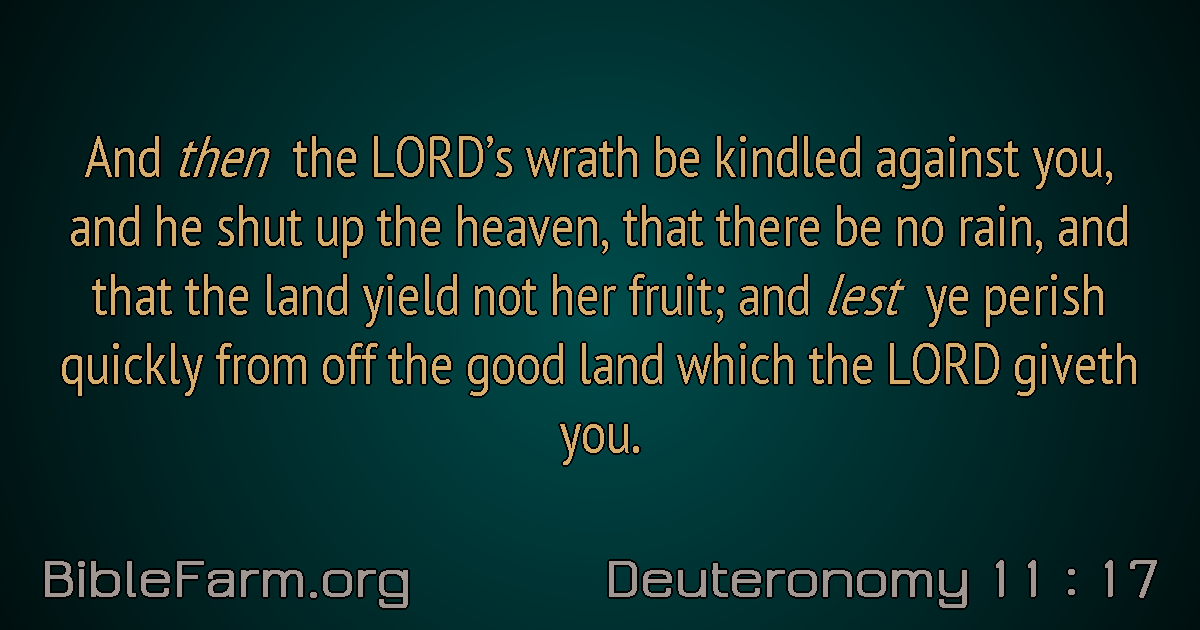 And then the LORD’s wrath be kindled against you,
and he shut up the heaven, that there be no rain, and
that the land yield not her fruit; and lest ye perish
quickly from off the good land which the LORD giveth
you.
BibleFarm.org
Deuteronomy 11 : 17